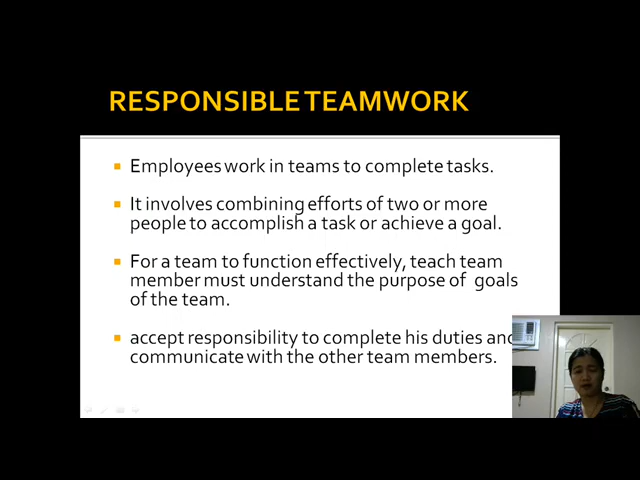 RESPONSIBLE TEAMWORK
Employees work in teams to complete tasks.
It involves combining efforts of two or more
people to accomplish a task or achieve a goal.
For a team to function effectively, teach team
member must understand the purpose of goals
of the team.
accept responsibility to complete his duties and
communicate with the other team members.